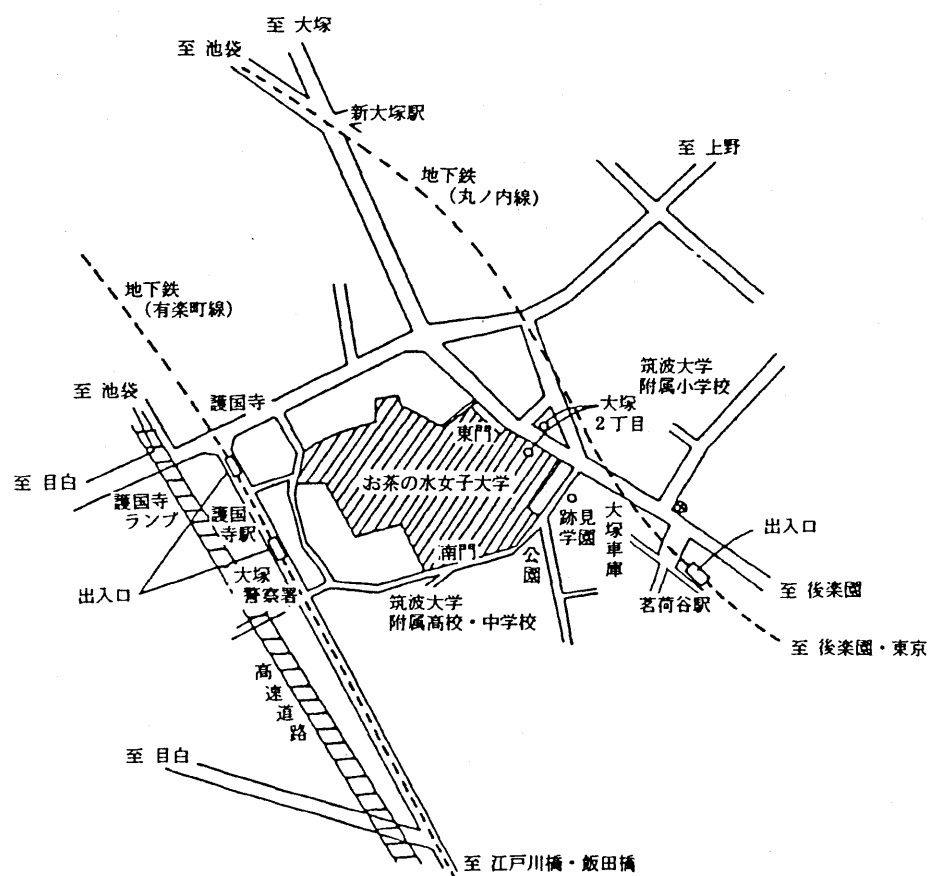 至 大塚
至 池袋
新大塚駅
至 上野
地下鉄
(丸ノ内線)
地下鉄
(有楽町線)
筑波大学
附属小学校
至 池袋
護国寺
大塚
2丁目
東門
至 目白
お茶の水女子大学
護国寺
ランプ
護国
寺駅
跡見
学園
大塚車庫
出入口
南門
公園
大塚
警察署
出入口
茗荷谷駅
至 後楽園
筑波大学
附属高校・中学校
至 後楽園・東京
高速道路
至 目白
至 江戸川橋・飯田橋